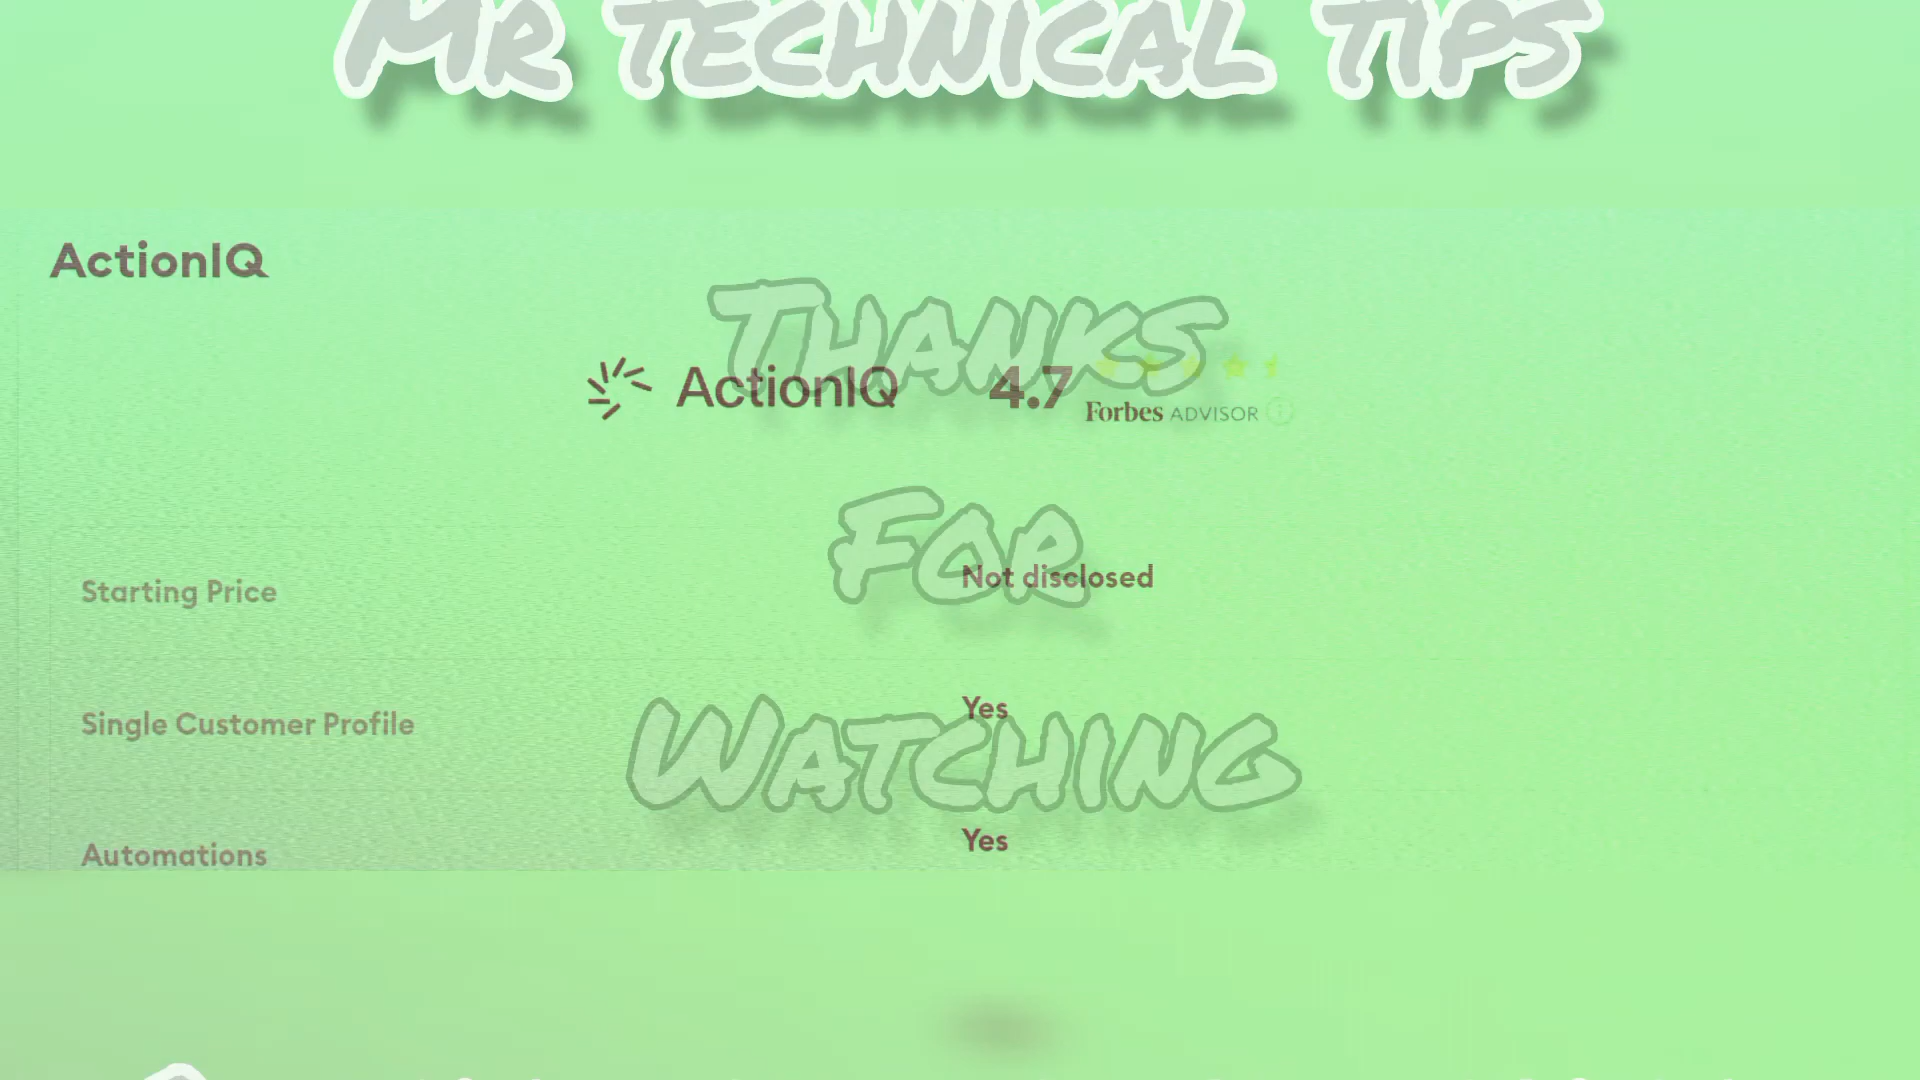 Mr TECHNICAL TIPS
ActionIQ
THANKS
ActionIQ 4.7
Forbes ADVISOR
FOR
Starting Price Not disclosed
Single Customer Profile Yes
WATCHING
Automations Yes